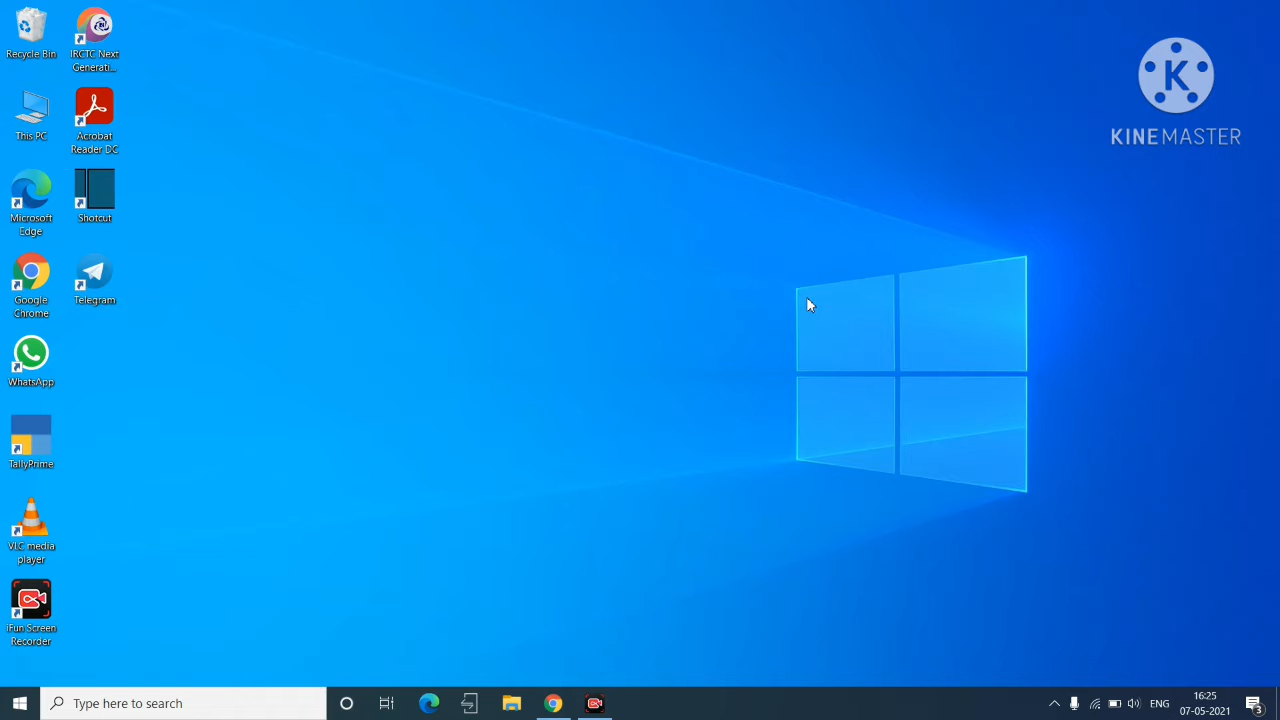 Recycle Bin
IRCTC Next
Generati...
This PC
Acrobat
Reader DC
Microsoft
Edge
Shotcut
Google
Chrome
Telegram
WhatsApp
TallyPrime
VLC media
player
iFun Screen
Recorder
K
KINEMASTER
Type here to search
ENG
16:25
07-05-2021
3